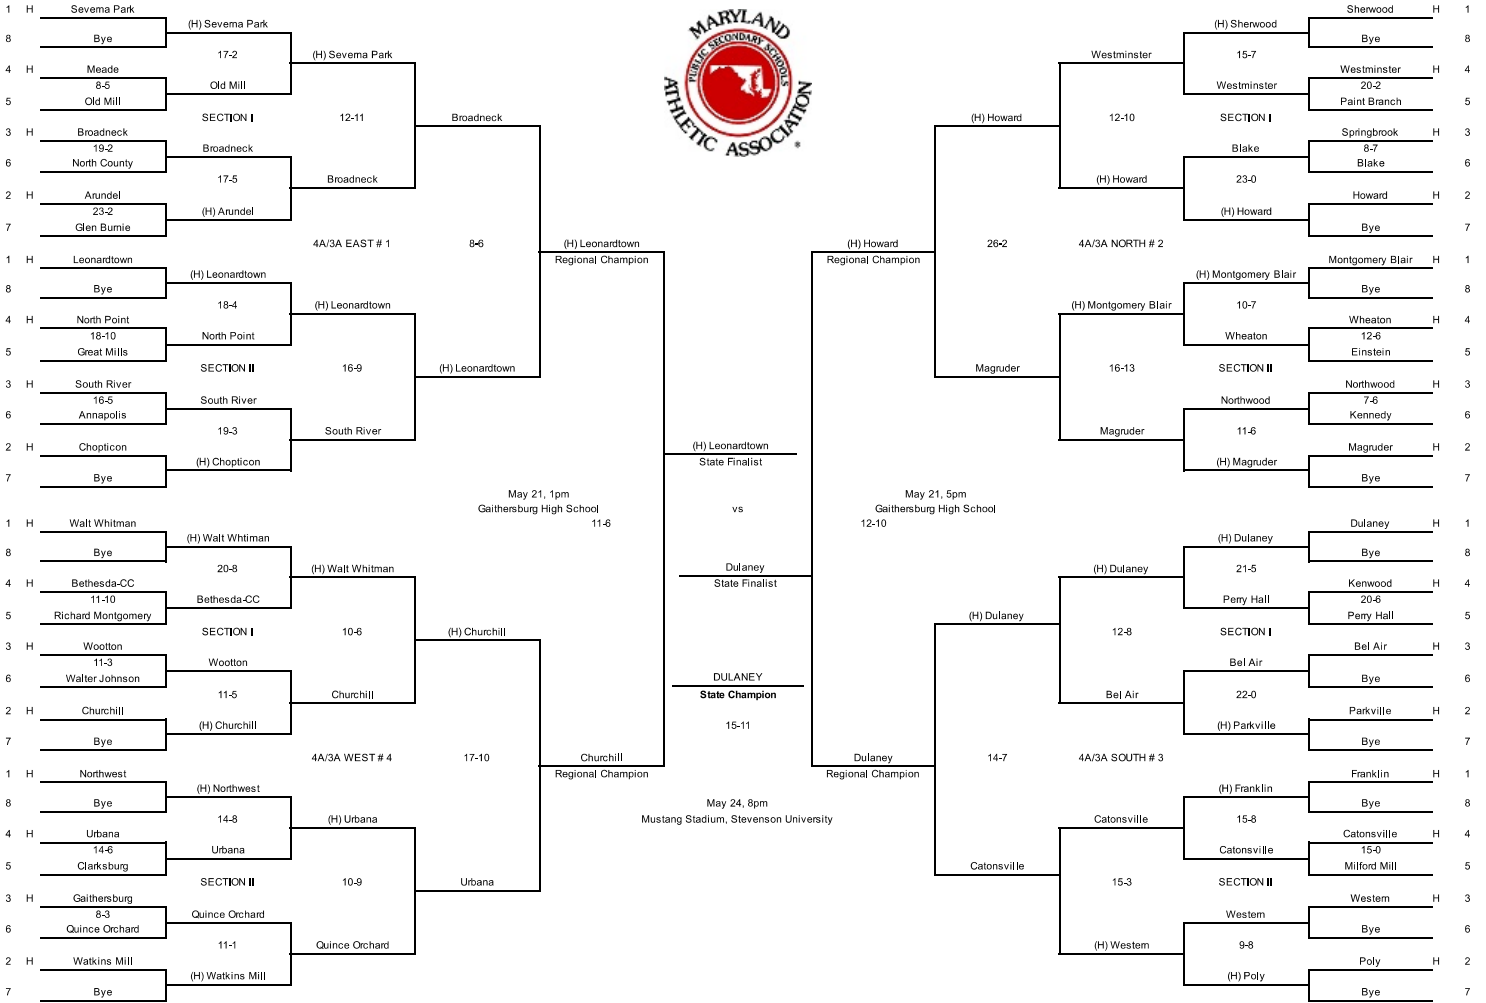 1 H Severna Park
(H) Severna Park
8 Bye
17-2
(H) Severna Park
4 H Meade
8-5
Old Mill
5 Old Mill
SECTION I
12-11
Broadneck
3 H Broadneck
19-2
Broadneck
6 North County
17-5
Broadneck
2 H Arundel
23-2
(H) Arundel
7 Glen Burnie
4A/3A EAST # 1
8-6
(H) Leonardtown
Regional Champion
1 H Leonardtown
(H) Leonardtown
8 Bye
18-4
(H) Leonardtown
4 H North Point
18-10
North Point
5 Great Mills
SECTION II
16-9
(H) Leonardtown
3 H South River
16-5
South River
6 Annapolis
19-3
South River
2 H Chopticon
(H) Chopticon
7 Bye
May 21, 1pm
Gaithersburg High School
11-6
1 H Walt Whitman
(H) Walt Whtiman
8 Bye
20-8
(H) Walt Whitman
4 H Bethesda-CC
11-10
Bethesda-CC
5 Richard Montgomery
SECTION I
10-6
(H) Churchill
3 H Wootton
11-3
Wootton
6 Walter Johnson
11-5
Churchill
2 H Churchill
(H) Churchill
7 Bye
4A/3A WEST # 4
17-10
Churchill
Regional Champion
1 H Northwest
(H) Northwest
8 Bye
14-8
(H) Urbana
4 H Urbana
14-6
Urbana
5 Clarksburg
SECTION II
10-9
Urbana
3 H Gaithersburg
8-3
Quince Orchard
6 Quince Orchard
11-1
Quince Orchard
2 H Watkins Mill
(H) Watkins Mill
7 Bye
MARYLAND
PUBLIC SECONDARY SCHOOLS
ATHLETIC ASSOCIATION
®
(H) Leonardtown
State Finalist
vs
Dulaney
State Finalist
DULANEY
State Champion
15-11
May 24, 8pm
Mustang Stadium, Stevenson University
Sherwood H 1
(H) Sherwood
Bye 8
15-7
Westminster
Westminster H 4
20-2
Westminster
Paint Branch 5
SECTION I
12-10
(H) Howard
Springbrook H 3
8-7
Blake
Blake 6
23-0
(H) Howard
Howard H 2
(H) Howard
Bye 7
4A/3A NORTH # 2
26-2
(H) Howard
Regional Champion
Montgomery Blair H 1
(H) Montgomery Blair
Bye 8
10-7
(H) Montgomery Blair
Wheaton H 4
12-6
Wheaton
Einstein 5
SECTION II
16-13
Magruder
Northwood H 3
7-6
Northwood
Kennedy 6
11-6
Magruder
Magruder H 2
(H) Magruder
Bye 7
May 21, 5pm
Gaithersburg High School
12-10
Dulaney H 1
(H) Dulaney
Bye 8
21-5
(H) Dulaney
Kenwood H 4
20-6
Perry Hall
Perry Hall 5
SECTION I
12-8
(H) Dulaney
Bel Air H 3
Bel Air
Bye 6
22-0
Bel Air
Parkville H 2
(H) Parkville
Bye 7
4A/3A SOUTH # 3
14-7
Dulaney
Regional Champion
Franklin H 1
(H) Franklin
Bye 8
15-8
Catonsville
Catonsville H 4
15-0
Catonsville
Milford Mill 5
SECTION II
15-3
Catonsville
Western H 3
Western
Bye 6
9-8
(H) Western
Poly H 2
(H) Poly
Bye 7